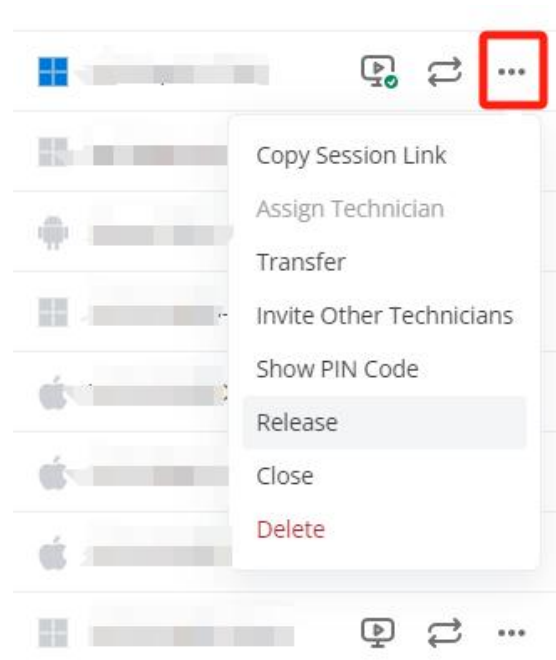 Copy Session Link
Assign Technician
Transfer
Invite Other Technicians
Show PIN Code
Release
Close
Delete